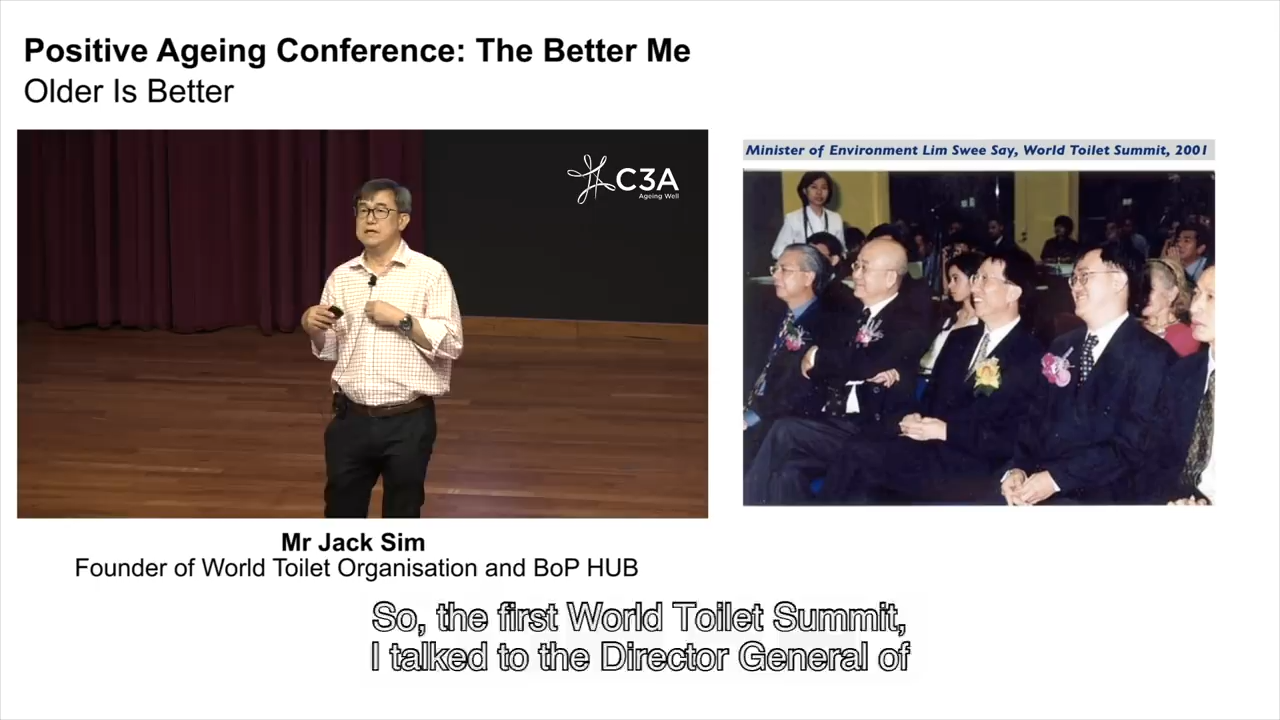 Positive Ageing Conference: The Better Me
Older Is Better
C3A
Ageing Well
Minister of Environment Lim Swee Say, World Toilet Summit, 2001
Mr Jack Sim
Founder of World Toilet Organisation and BoP HUB
So, the first World Toilet Summit,
I talked to the Director General of